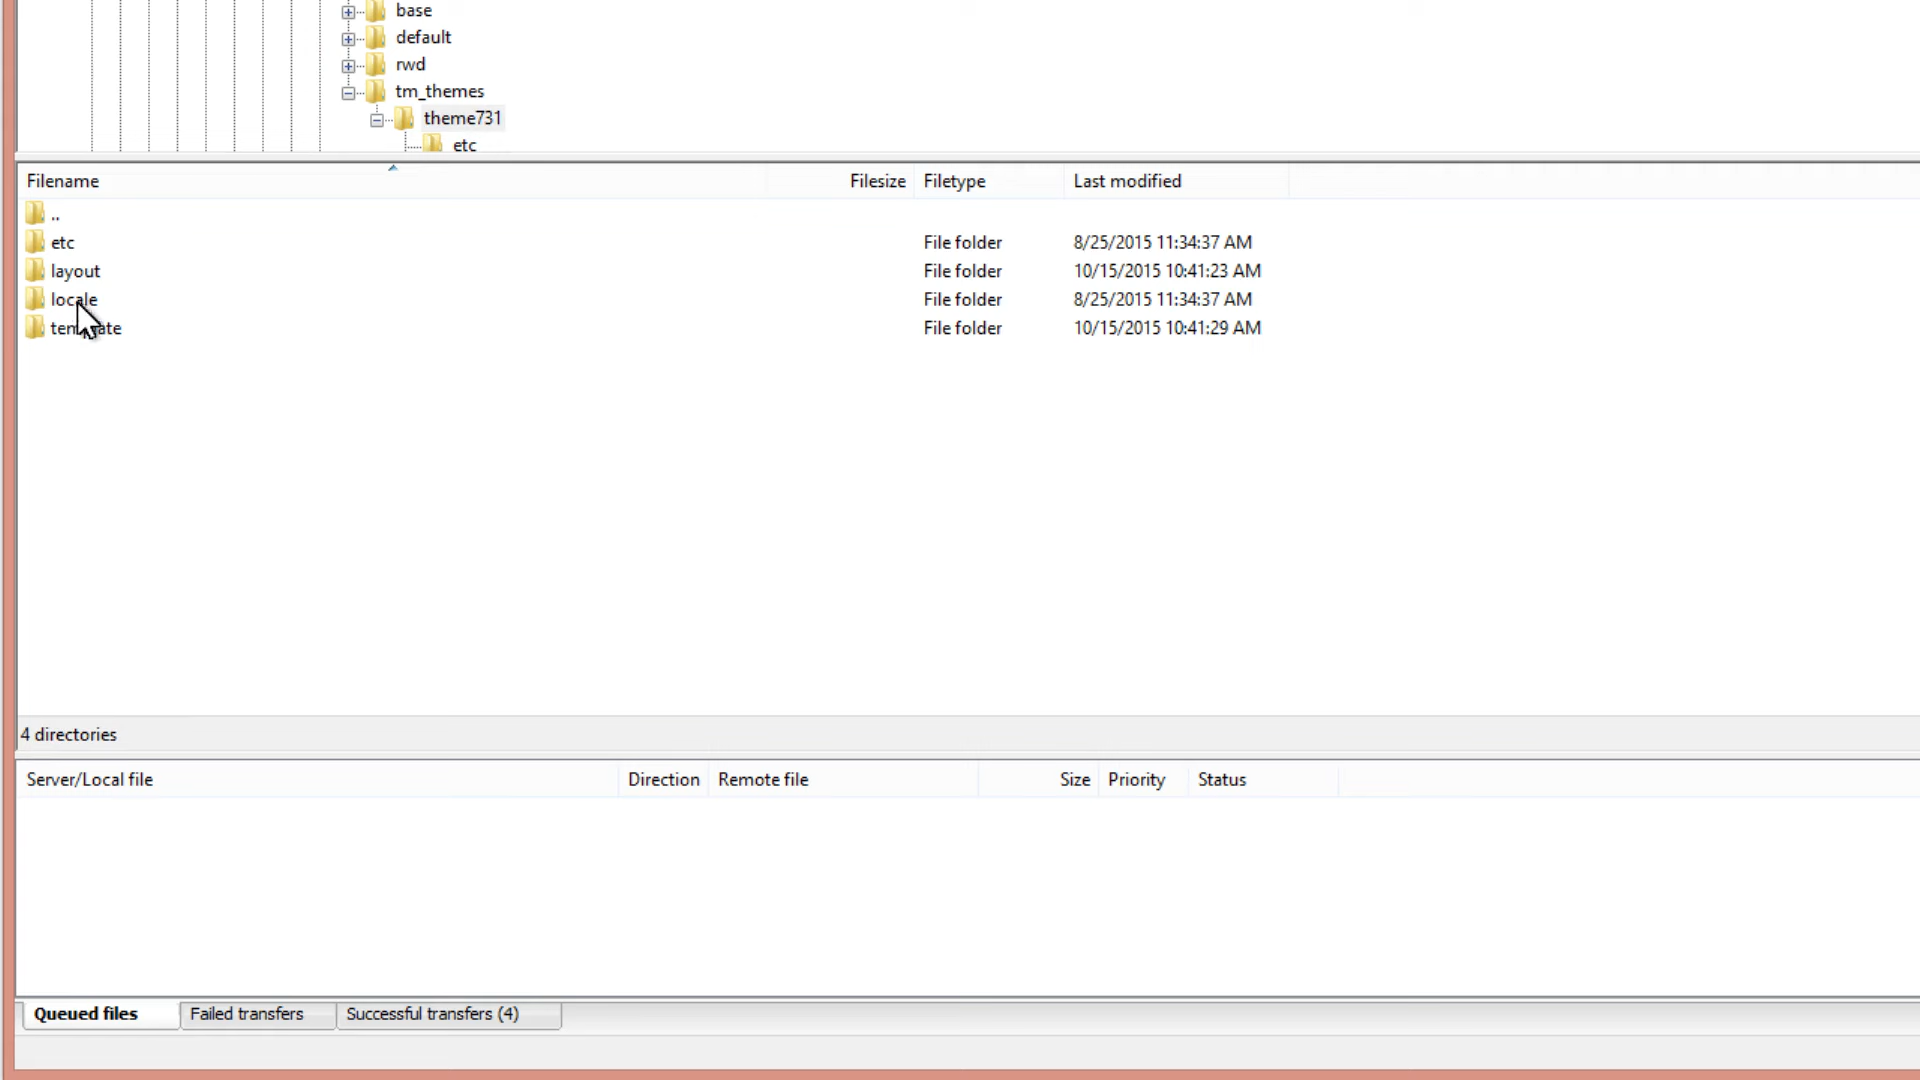 base
default
rwd
tm_themes
theme731
etc
Filename Filesize Filetype Last modified
..
etc File folder 8/25/2015 11:34:37 AM
layout File folder 10/15/2015 10:41:23 AM
locale File folder 8/25/2015 11:34:37 AM
template File folder 10/15/2015 10:41:29 AM
4 directories
Server/Local file Direction Remote file Size Priority Status
Queued files Failed transfers Successful transfers (4)